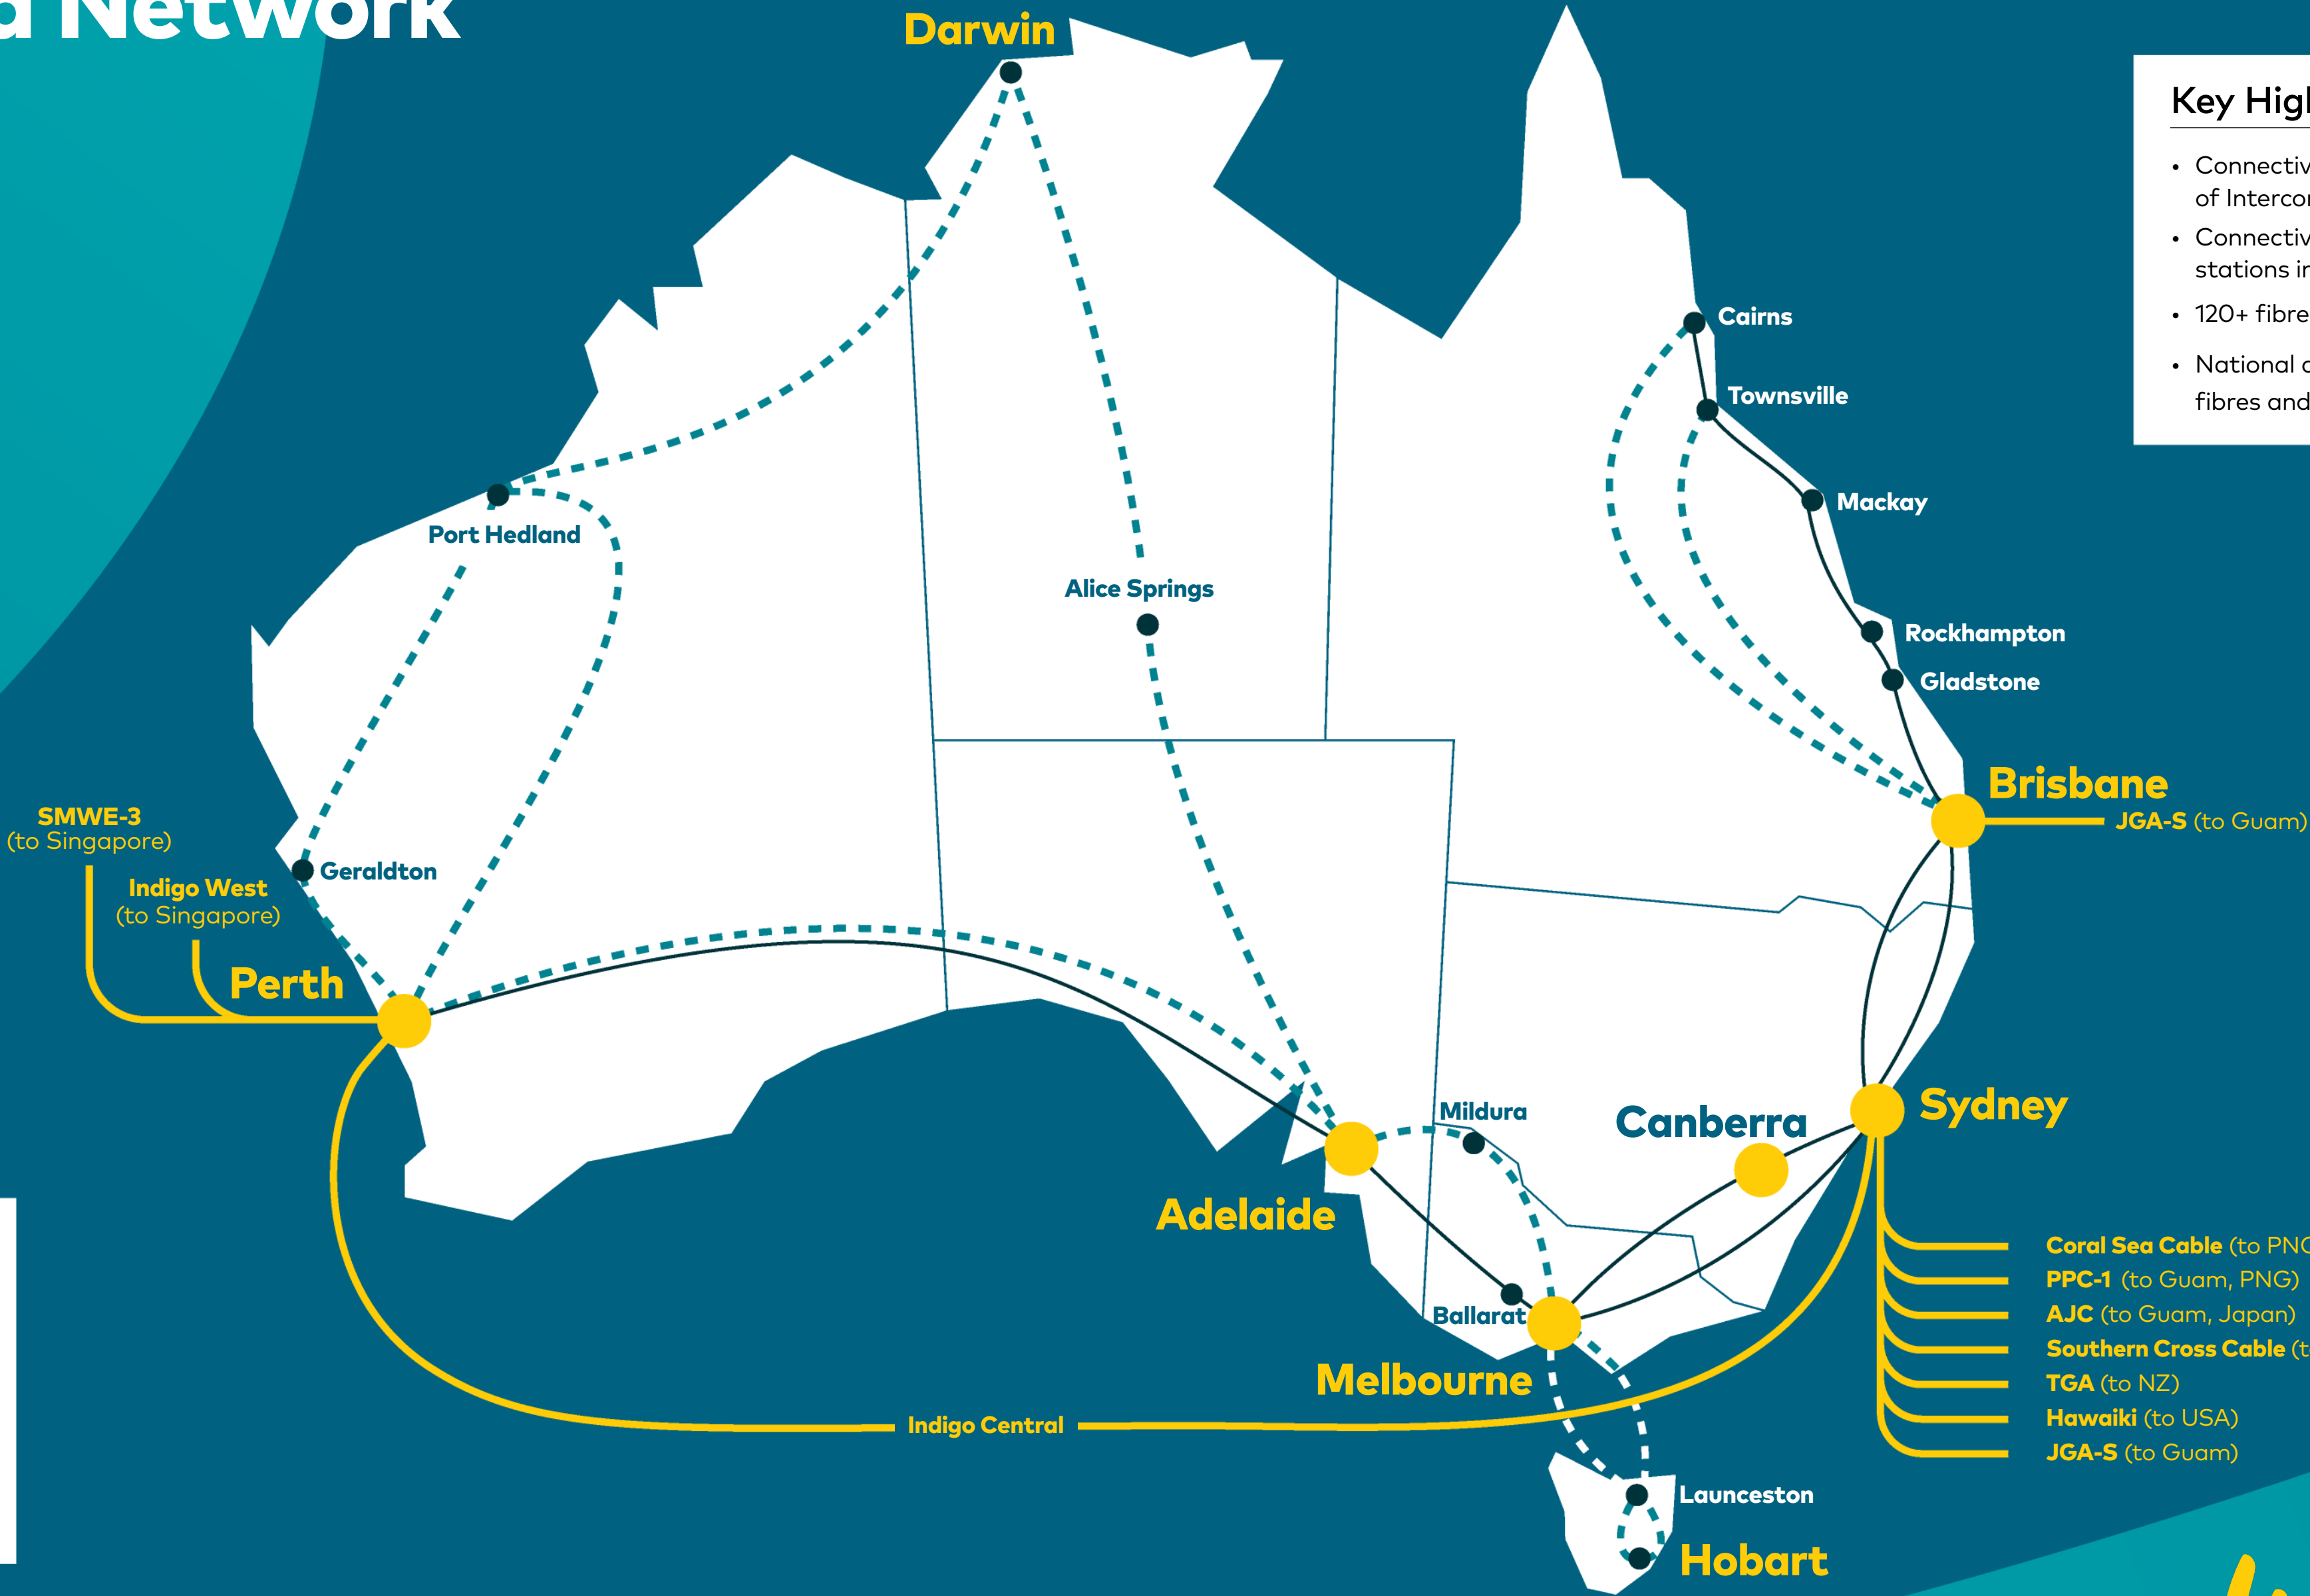 Network
Darwin
Key
Connectiv
of
Connectiv
stations
120+ fibre
National
fibres and
Cairns
Townsville
Mackay
Port Hedland
Alice Springs
Rockhampton
Gladstone
Brisbane
JGA-S (to Guam)
SMWE-3
(to Singapore)
Geraldton
Indigo West
(to Singapore)
Perth
Mildura
Canberra
Sydney
Adelaide
Coral Sea Cable (to PNG
PPC-1 (to Guam, PNG)
AJC (to Guam, Japan)
Ballarat
Southern Cross Cable
Melbourne
TGA (to NZ)
Indigo Central
Hawaiki (to USA)
JGA-S (to Guam)
Launceston
Hobart